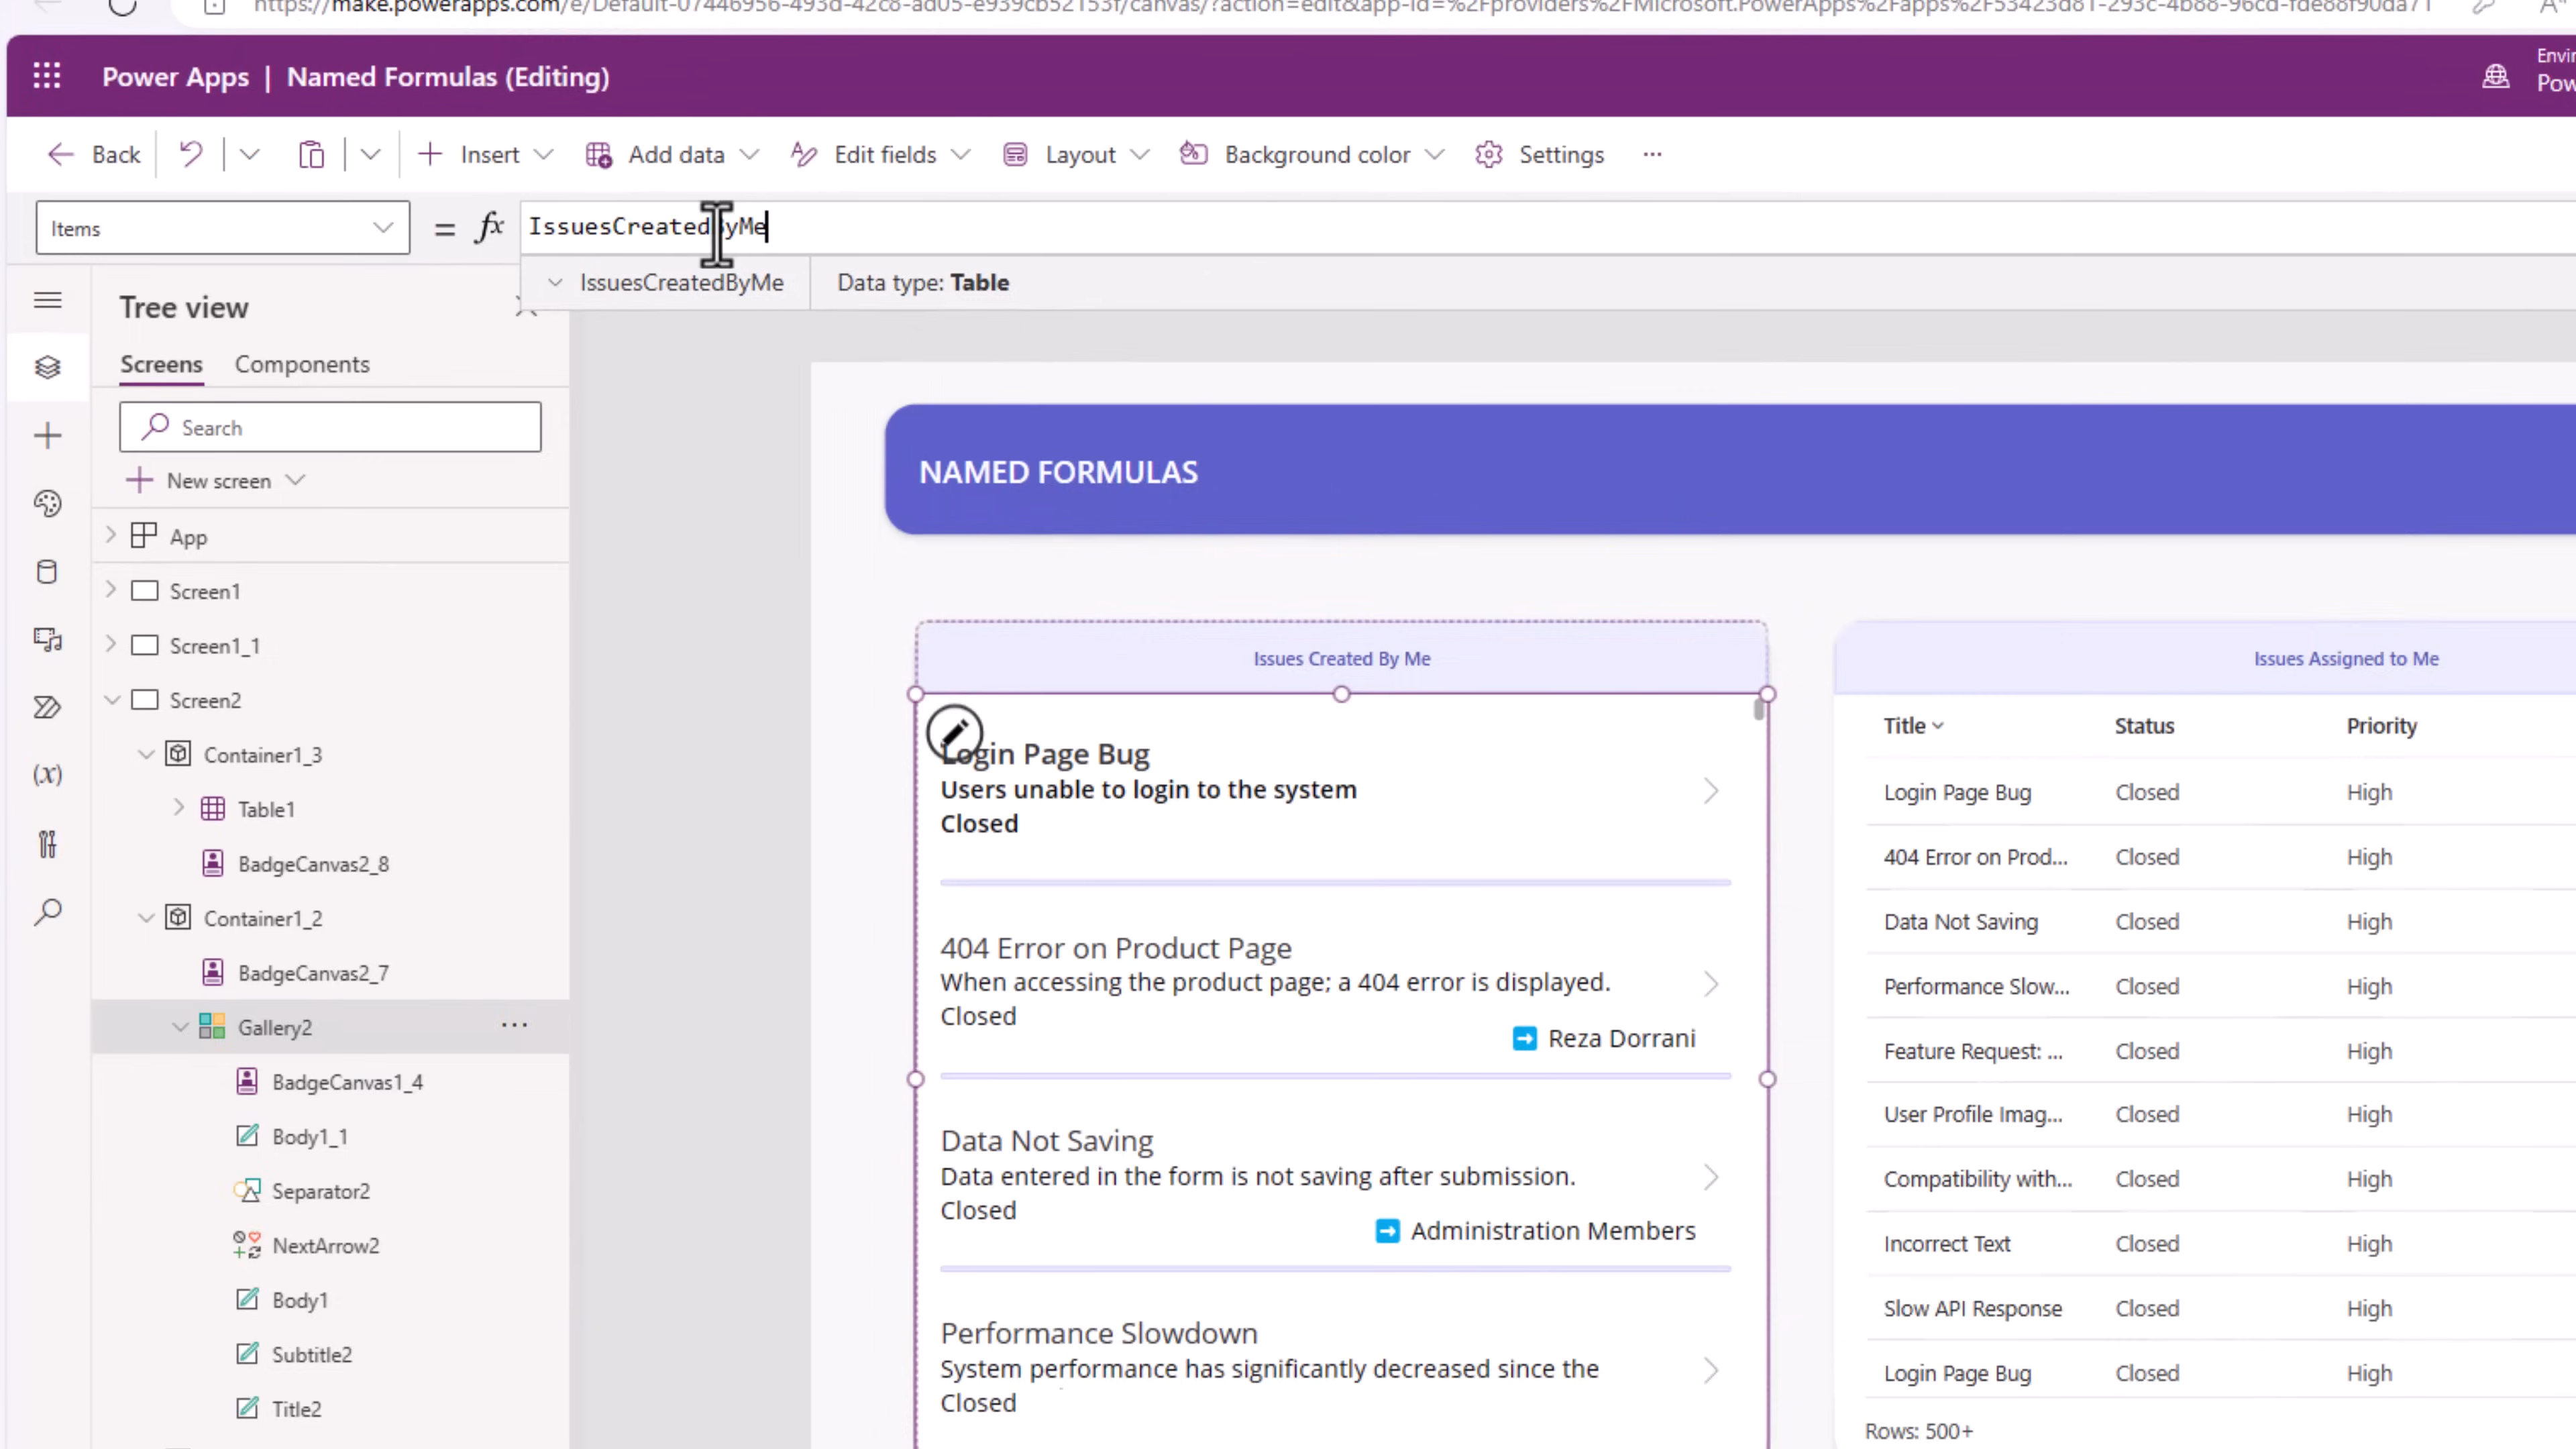 https://make.powerapps.com/e/Default-07446956-493d-42c8-ad05-e939cb52153f/canvas/?action=edit&app-id=%2Fproviders%2FMicrosoft.PowerApps%2Fapps%2F53423d81-293c-4b88-96cd-fde88f90da71
Power Apps | Named Formulas (Editing)
Envir
Pow
Back
Insert
Add data
Edit fields
Layout
Background color
Settings
Items
= fx
IssuesCreatedByMe
IssuesCreatedByMe
Data type: Table
Tree view
Screens
Components
Search
New screen
App
Screen1
Screen1_1
Screen2
Container1_3
Table1
BadgeCanvas2_8
Container1_2
BadgeCanvas2_7
Gallery2
BadgeCanvas1_4
Body1_1
Separator2
NextArrow2
Body1
Subtitle2
Title2
NAMED FORMULAS
Issues Created By Me
Login Page Bug
Users unable to login to the system
Closed
404 Error on Product Page
When accessing the product page; a 404 error is displayed.
Closed
Reza Dorrani
Data Not Saving
Data entered in the form is not saving after submission.
Closed
Administration Members
Performance Slowdown
System performance has significantly decreased since the
Closed
Issues Assigned to Me
Title Status Priority
Login Page Bug Closed High
404 Error on Prod... Closed High
Data Not Saving Closed High
Performance Slow... Closed High
Feature Request: ... Closed High
User Profile Imag... Closed High
Compatibility with... Closed High
Incorrect Text Closed High
Slow API Response Closed High
Login Page Bug Closed High
Rows: 500+